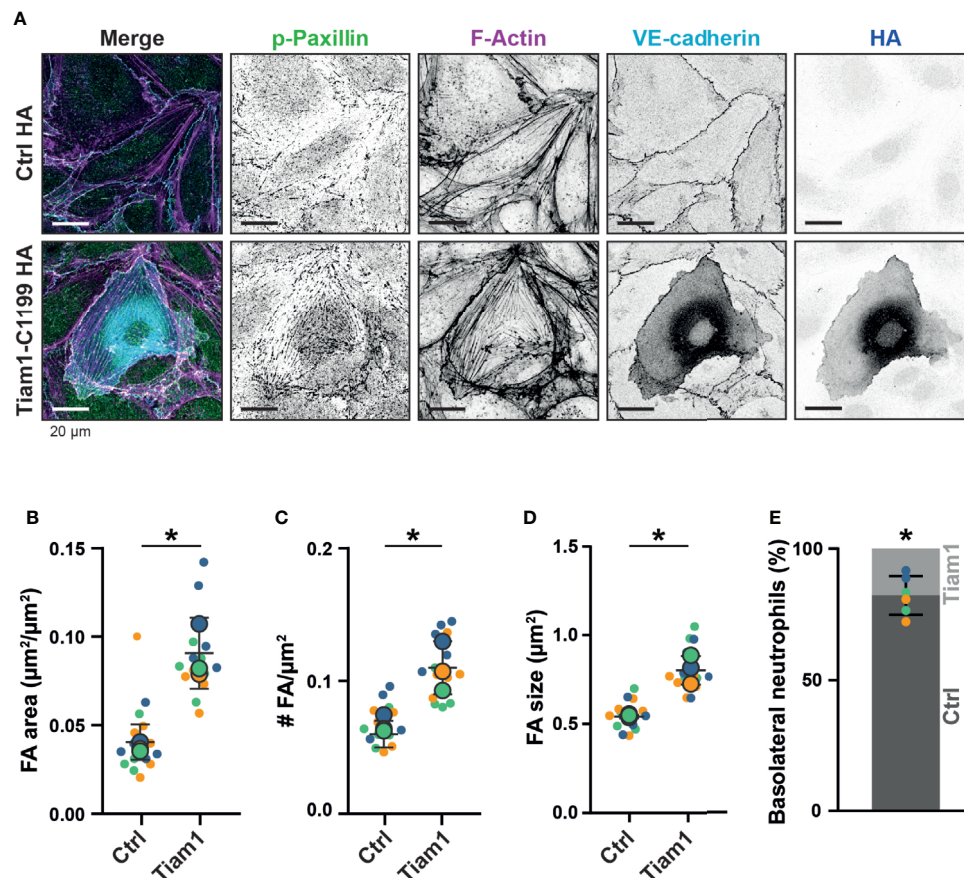 A
Merge
p-Paxillin
F-Actin
VE-cadherin
HA
Ctrl HA
Tiam1-C1199 HA
20 µm
B
FA area (µm²/µm²)
0.15
0.10
0.05
0.00
*
Ctrl
Tiam1
C
# FA/µm²
0.2
0.1
0.0
*
Ctrl
Tiam1
D
FA size (µm²)
1.5
1.0
0.5
0.0
*
Ctrl
Tiam1
E
Basolateral neutrophils (%)
100
50
0
*
Tiam1
Ctrl